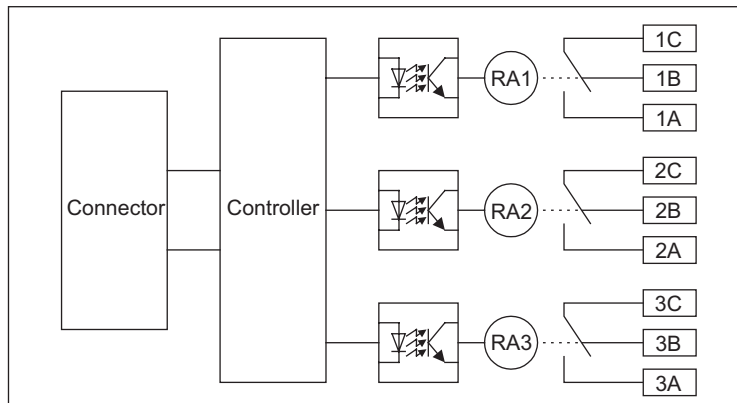 Connector
Controller
RA1
1C
1B
1A
RA2
2C
2B
2A
RA3
3C
3B
3A